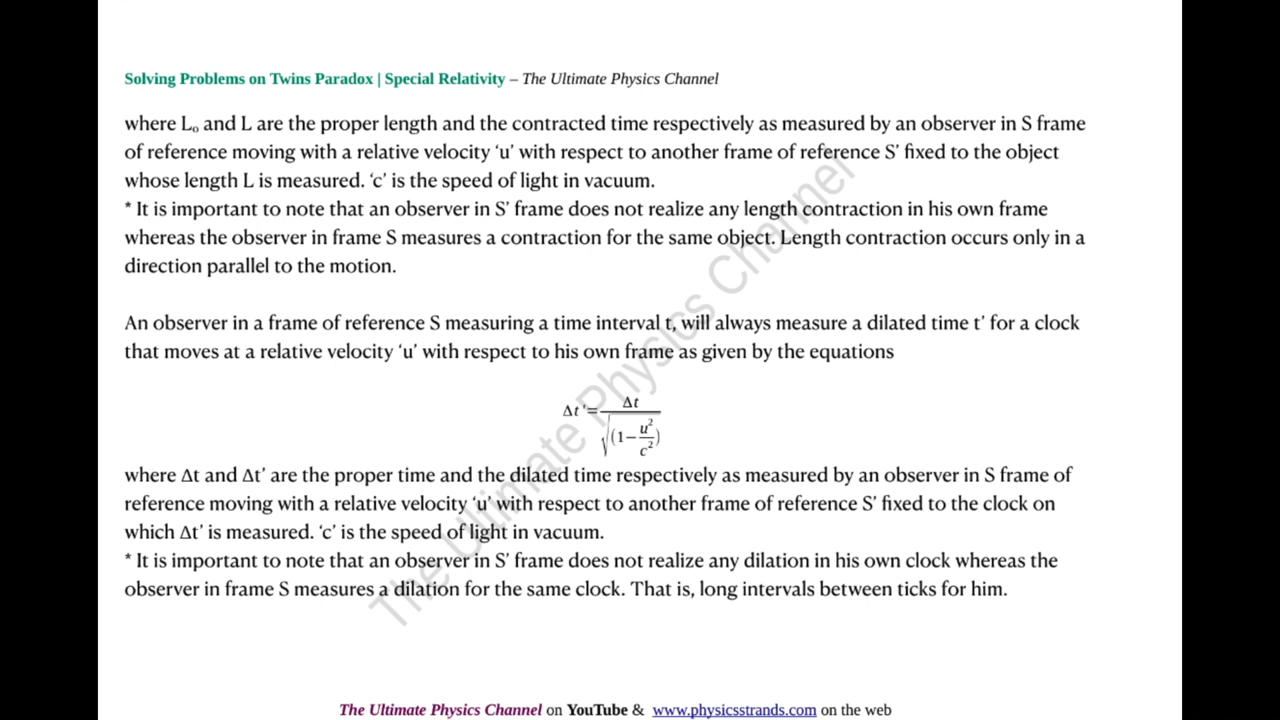 Solving Problems on Twins Paradox | Special Relativity – The Ultimate Physics Channel
where L₀ and L are the proper length and the contracted time respectively as measured by an observer in S frame
of reference moving with a relative velocity ‘u’ with respect to another frame of reference S’ fixed to the object
whose length L is measured. ‘c’ is the speed of light in vacuum.
* It is important to note that an observer in S’ frame does not realize any length contraction in his own frame
whereas the observer in frame S measures a contraction for the same object. Length contraction occurs only in a
direction parallel to the motion.
An observer in a frame of reference S measuring a time interval t, will always measure a dilated time t’ for a clock
that moves at a relative velocity ‘u’ with respect to his own frame as given by the equations
Δt '= Δt / √(1−u²/c²)
where Δt and Δt’ are the proper time and the dilated time respectively as measured by an observer in S frame of
reference moving with a relative velocity ‘u’ with respect to another frame of reference S’ fixed to the clock on
which Δt’ is measured. ‘c’ is the speed of light in vacuum.
* It is important to note that an observer in S’ frame does not realize any dilation in his own clock whereas the
observer in frame S measures a dilation for the same clock. That is, long intervals between ticks for him.
The Ultimate Physics Channel
The Ultimate Physics Channel on YouTube & www.physicsstrands.com on the web